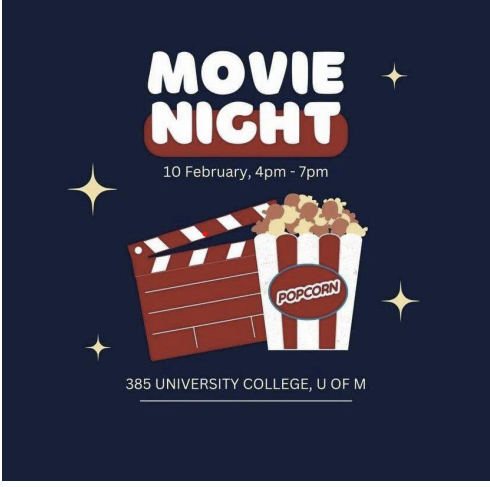 MOVIE
NIGHT
10 February, 4pm - 7pm
POPCORN
385 UNIVERSITY COLLEGE, U OF M